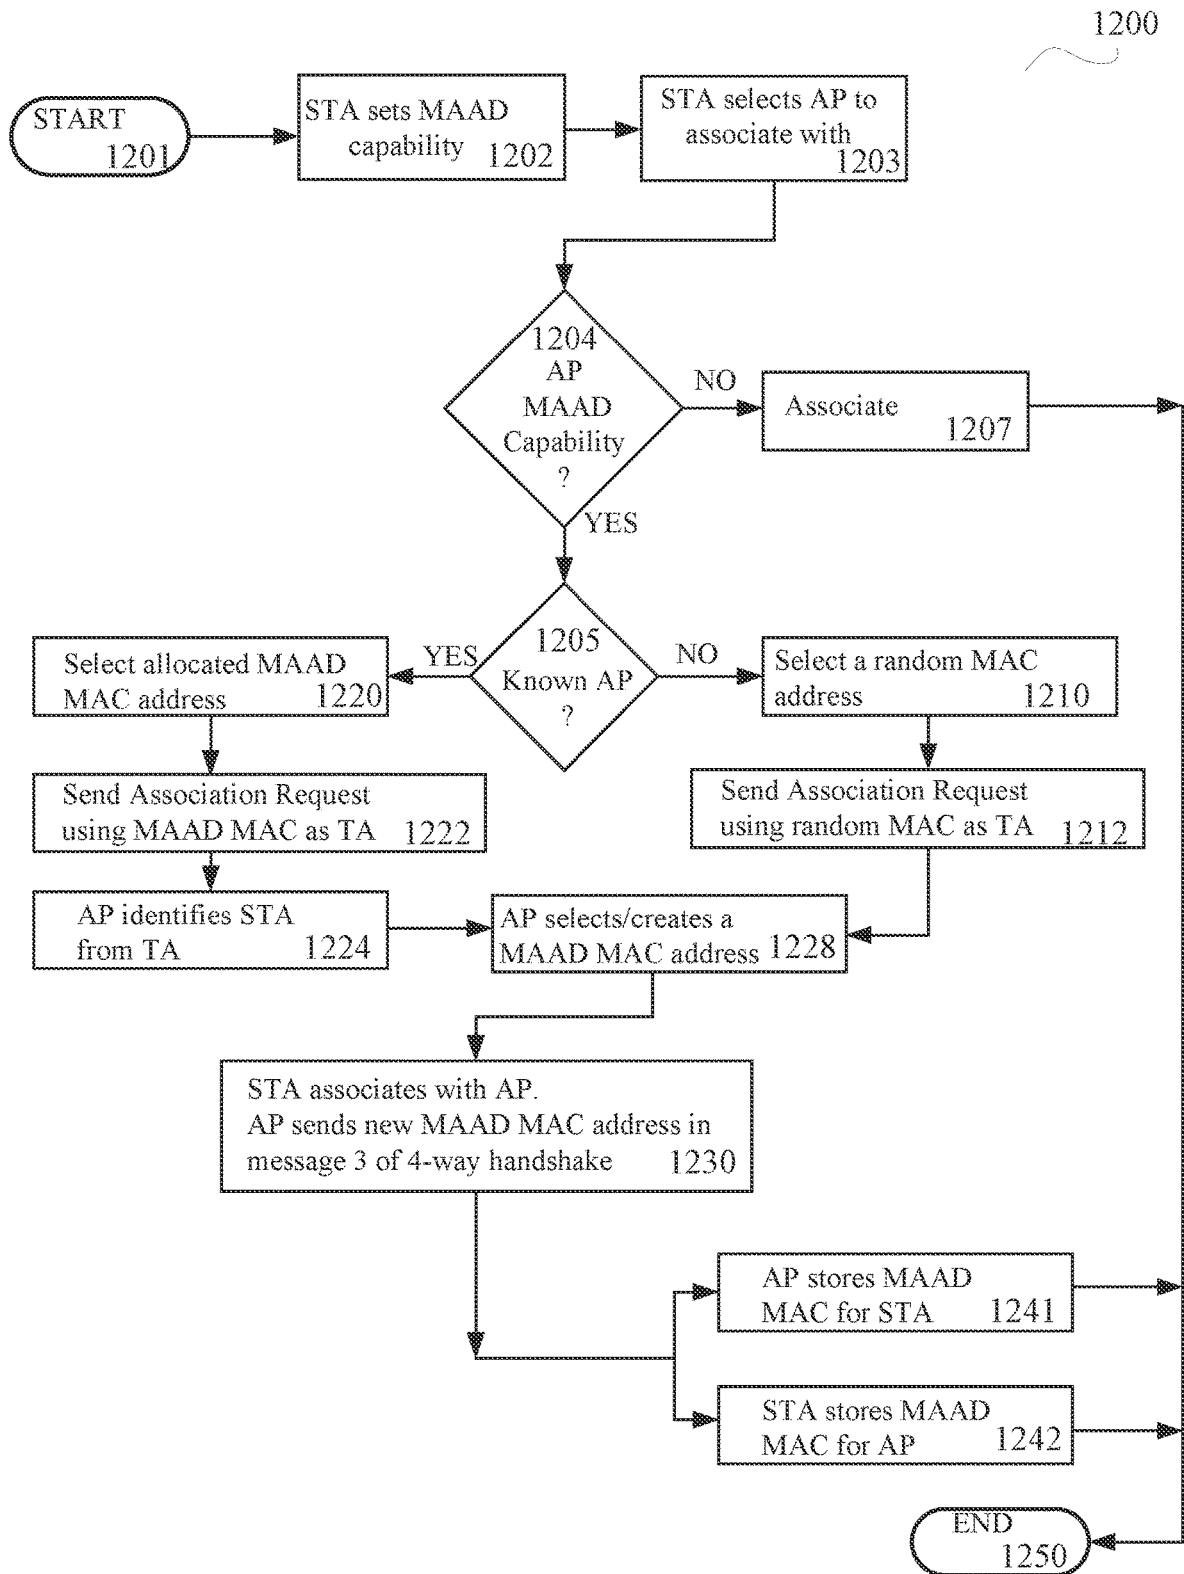 1200
START
1201
STA sets MAAD
capability 1202
STA selects AP to
associate with
1203
1204
AP
MAAD
Capability
?
NO
Associate
1207
YES
1205
Known AP
?
YES
NO
Select allocated MAAD
MAC address 1220
Select a random MAC
address 1210
Send Association Request
using MAAD MAC as TA 1222
Send Association Request
using random MAC as TA 1212
AP identifies STA
from TA 1224
AP selects/creates a
MAAD MAC address 1228
STA associates with AP.
AP sends new MAAD MAC address in
message 3 of 4-way handshake 1230
AP stores MAAD
MAC for STA 1241
STA stores MAAD
MAC for AP 1242
END
1250